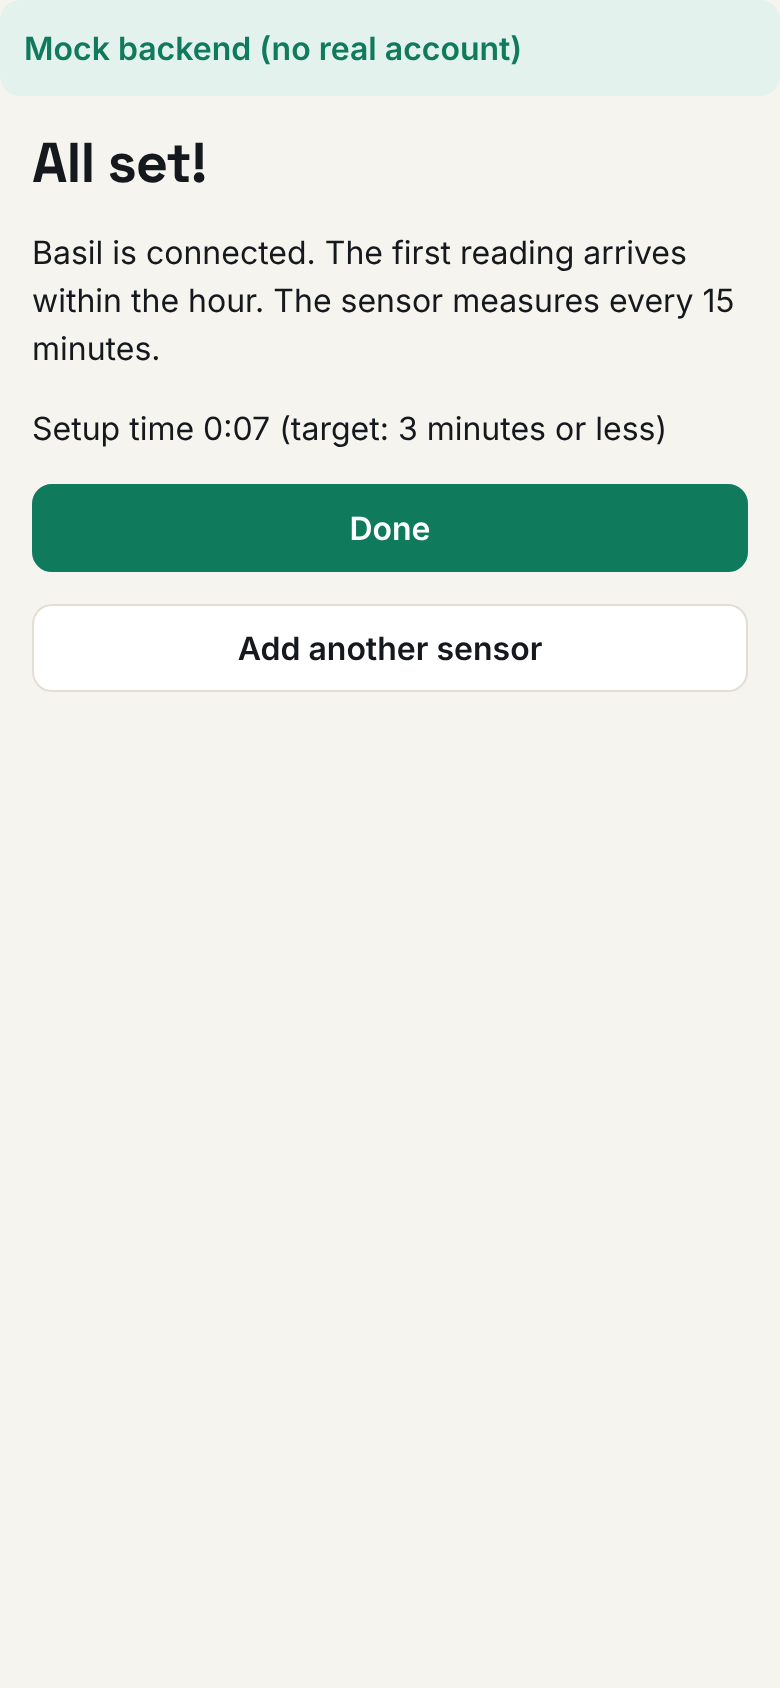 Mock backend (no real account)
All set!
Basil is connected. The first reading arrives
within the hour. The sensor measures every 15
minutes.
Setup time 0:07 (target: 3 minutes or less)
Done
Add another sensor